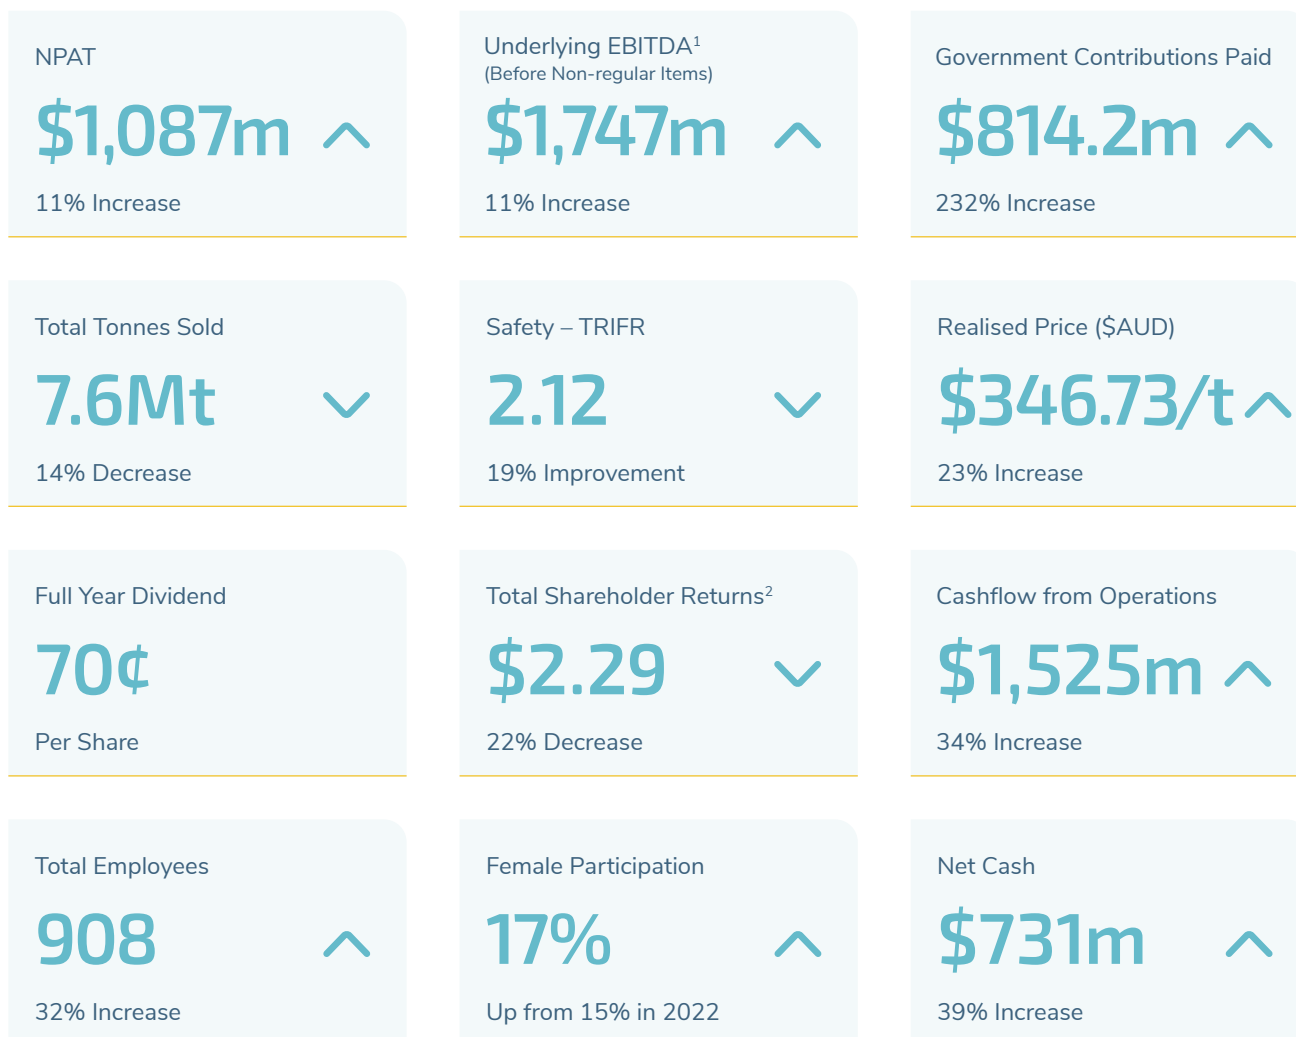 NPAT
$1,087m
11% Increase
Underlying EBITDA¹
(Before Non-regular Items)
$1,747m
11% Increase
Government Contributions Paid
$814.2m
232% Increase
Total Tonnes Sold
7.6Mt
14% Decrease
Safety – TRIFR
2.12
19% Improvement
Realised Price ($AUD)
$346.73/t
23% Increase
Full Year Dividend
70¢
Per Share
Total Shareholder Returns²
$2.29
22% Decrease
Cashflow from Operations
$1,525m
34% Increase
Total Employees
908
32% Increase
Female Participation
17%
Up from 15% in 2022
Net Cash
$731m
39% Increase